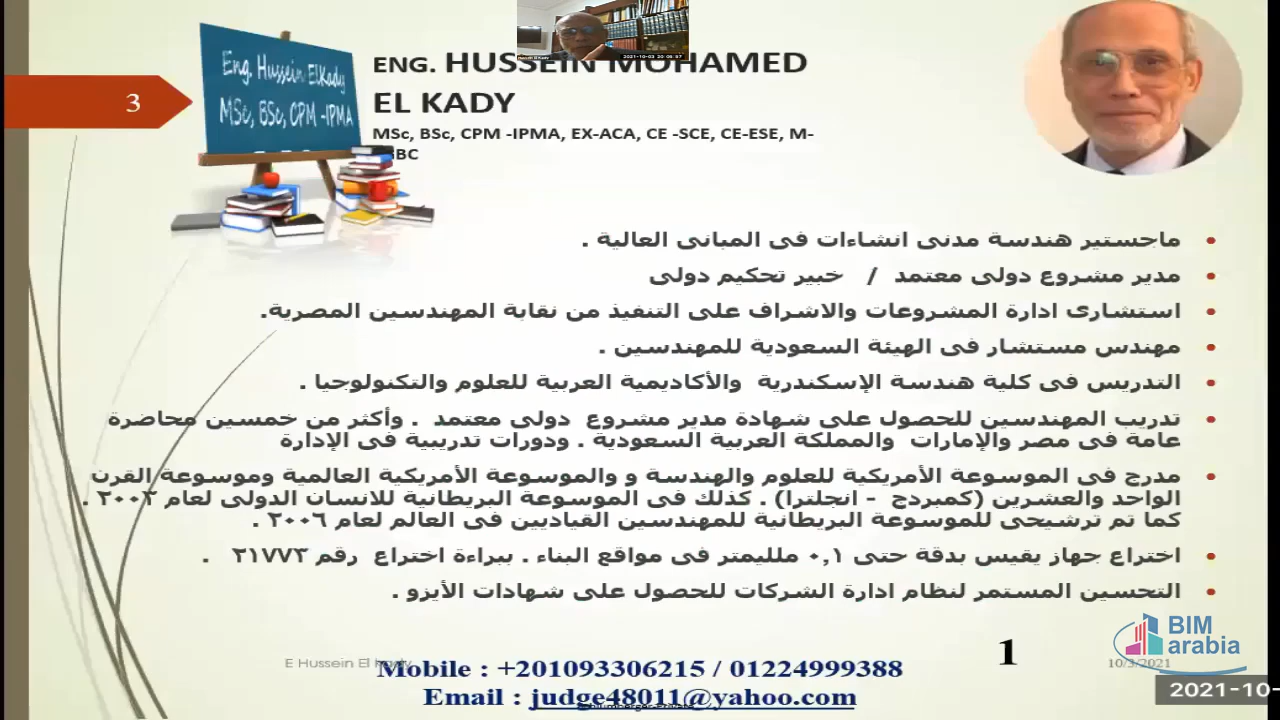 Eng. Hussein ElKady
MSc, BSc, CPM -IPMA
3
ENG. HUSSEIN MOHAMED
EL KADY
MSc, BSc, CPM -IPMA, EX-ACA, CE -SCE, CE-ESE, M-
BC
ماجستير هندسة مدنى انشاءات فى المبانى العالية .
مدير مشروع دولى معتمد / خبير تحكيم دولى
استشارى ادارة المشروعات والاشراف على التنفيذ من نقابة المهندسين المصرية.
مهندس مستشار فى الهيئة السعودية للمهندسين .
التدريس فى كلية هندسة الإسكندرية والأكاديمية العربية للعلوم والتكنولوجيا .
تدريب المهندسين للحصول على شهادة مدير مشروع دولى معتمد . وأكثر من خمسين محاضرة
عامة فى مصر والإمارات والمملكة العربية السعودية . ودورات تدريبية فى الإدارة
مدرج فى الموسوعة الأمريكية للعلوم والهندسة و والموسوعة الأمريكية العالمية وموسوعة القرن
الواحد والعشرين (كمبردج - انجلترا) . كذلك فى الموسوعة البريطانية للانسان الدولى لعام ٢٠٠٢ .
كما تم ترشيحى للموسوعة البريطانية للمهندسين القياديين فى العالم لعام ٢٠٠٦ .
اختراع جهاز يقيس بدقة حتى ٠,١ ملليمتر فى مواقع البناء . ببراءة اختراع رقم ٢١٧٧٢ .
التحسين المستمر لنظام ادارة الشركات للحصول على شهادات الأيزو .
BIM
arabia
1
E Hussein El Kady
10/3/2021
Mobile : +201093306215 / 01224999388
Email : judge48011@yahoo.com
Schlumberger-Private
2021-10-